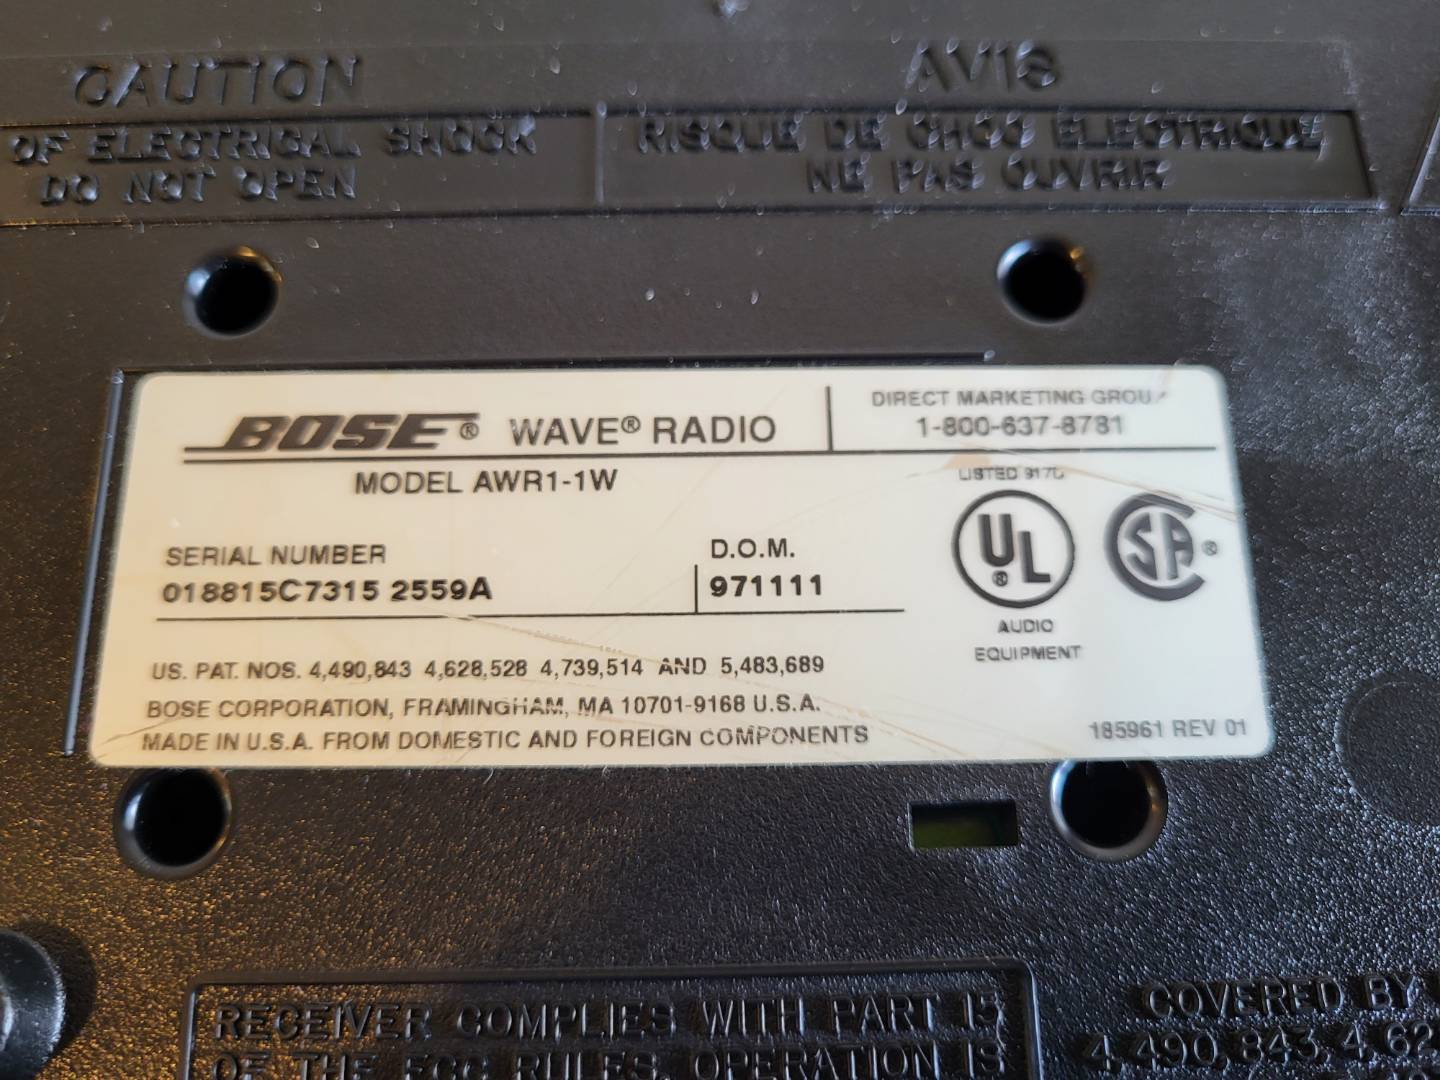 CAUTION
AVIS
OF ELECTRICAL SHOCK
DO NOT OPEN
RISQUE DE CHOC ELECTRIQUE
NE PAS OUVRIR
BOSE® WAVE® RADIO
DIRECT MARKETING GROU
1-800-637-8781
MODEL AWR1-1W
LISTED 917C
UL®
SA®
SERIAL NUMBER
018815C7315 2559A
D.O.M.
971111
AUDIO
EQUIPMENT
US. PAT. NOS. 4,490,843 4,628,528 4,739,514 AND 5,483,689
BOSE CORPORATION, FRAMINGHAM, MA 10701-9168 U.S.A.
MADE IN U.S.A. FROM DOMESTIC AND FOREIGN COMPONENTS
185961 REV 01
RECEIVER COMPLIES WITH PART 15
OF THE FCC RULES. OPERATION IS
COVERED BY
4,490,843, 4,62